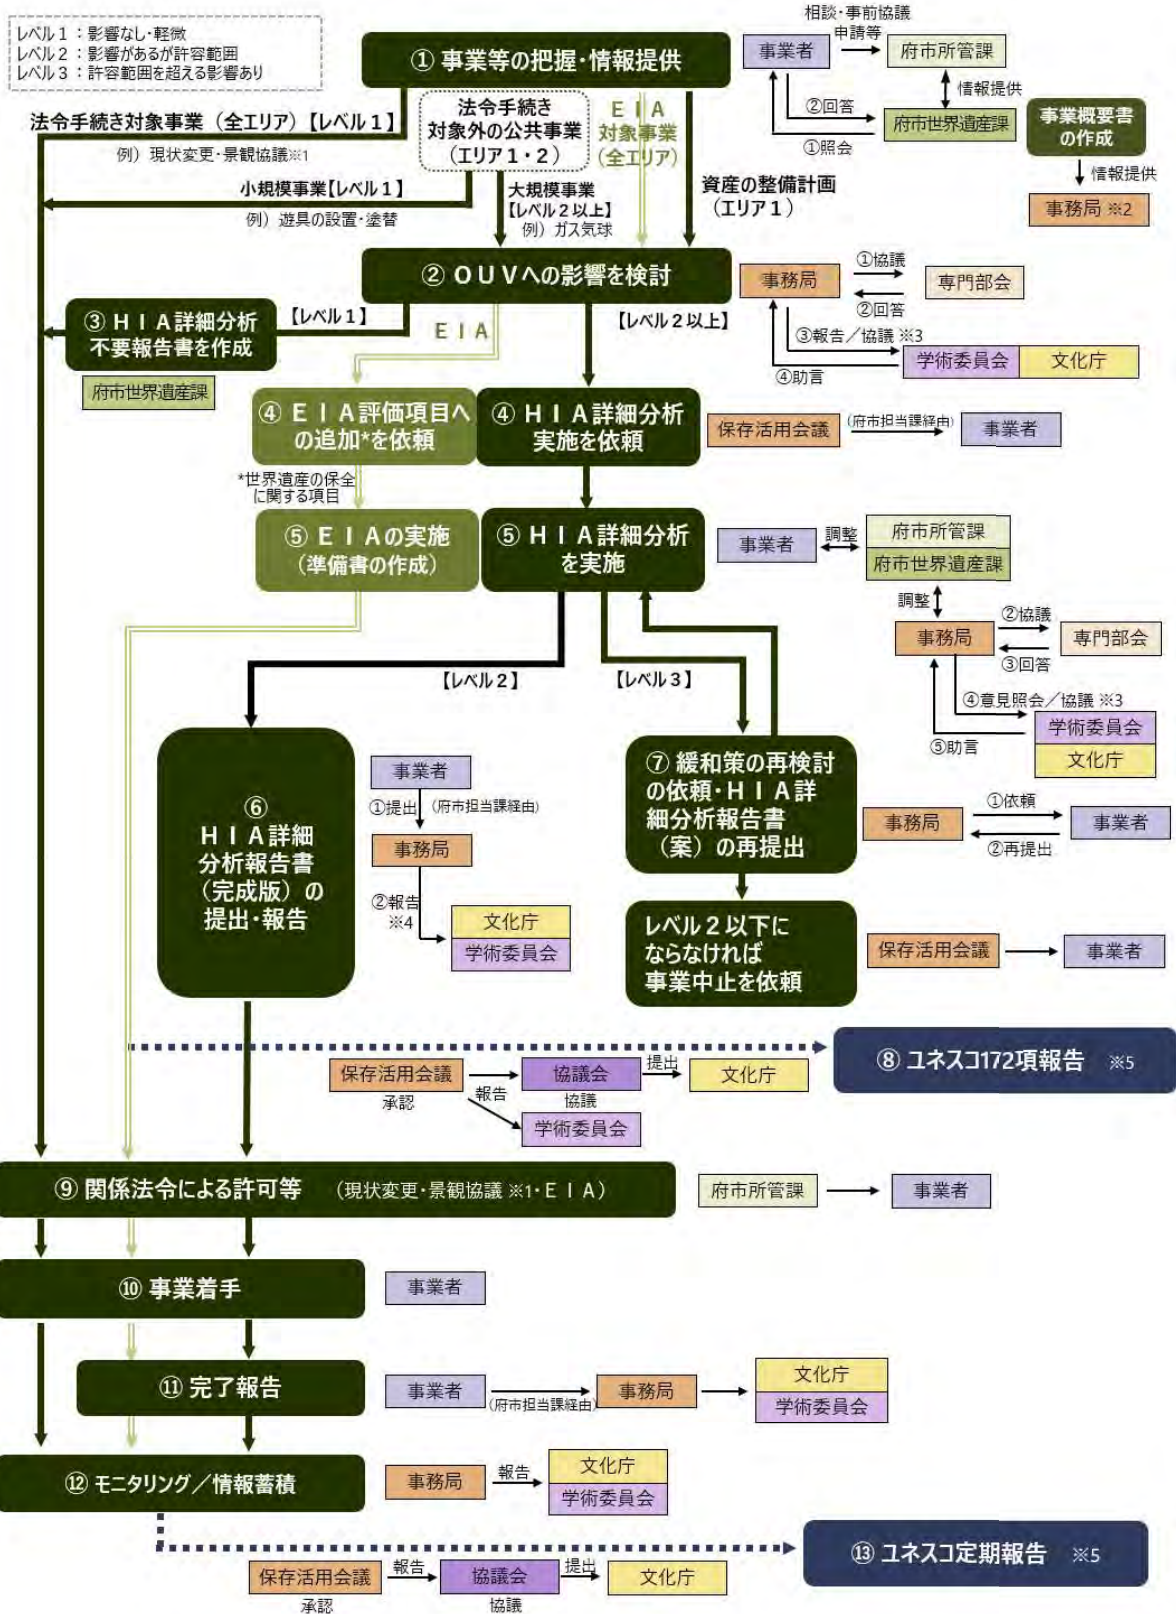 レベル1：影響なし・軽微
レベル2：影響があるが許容範囲
レベル3：許容範囲を超える影響あり
① 事業等の把握・情報提供
相談・事前協議
申請等
事業者
府市所管課
情報提供
②回答
府市世界遺産課
①照会
事業概要書
の作成
情報提供
事務局 ※2
法令手続き対象事業（全エリア）【レベル1】
例）現状変更・景観協議※1
法令手続き
対象外の公共事業
（エリア1・2）
EIA
対象事業
（全エリア）
小規模事業【レベル1】
例）遊具の設置・塗替
大規模事業
【レベル2以上】
例）ガス気球
資産の整備計画
（エリア1）
② OUVへの影響を検討
事務局
①協議
②回答
専門部会
③報告／協議 ※3
④助言
学術委員会
文化庁
③ HIA詳細分析
不要報告書を作成
府市世界遺産課
【レベル1】
EIA
【レベル2以上】
④ EIA評価項目へ
の追加*を依頼
*世界遺産の保全
に関する項目
④ HIA詳細分析
実施を依頼
保存活用会議
(府市担当課経由)
事業者
⑤ EIAの実施
（準備書の作成）
⑤ HIA詳細分析
を実施
事業者
調整
府市所管課
府市世界遺産課
調整
事務局
②協議
③回答
専門部会
④意見照会／協議 ※3
⑤助言
学術委員会
文化庁
【レベル2】
【レベル3】
⑥
HIA詳細
分析報告書
（完成版）の
提出・報告
事業者
①提出
(府市担当課経由)
事務局
②報告
※4
文化庁
学術委員会
⑦ 緩和策の再検討
の依頼・HIA詳
細分析報告書
（案）の再提出
事務局
①依頼
②再提出
事業者
レベル2以下に
ならなければ
事業中止を依頼
保存活用会議
事業者
⑧ ユネスコ172項報告 ※5
保存活用会議
承認
報告
協議会
協議
提出
文化庁
学術委員会
⑨ 関係法令による許可等 （現状変更・景観協議 ※1・EIA）
府市所管課
事業者
⑩ 事業着手
事業者
⑪ 完了報告
事業者
(府市担当課経由)
事務局
文化庁
学術委員会
⑫ モニタリング／情報蓄積
事務局
報告
文化庁
学術委員会
⑬ ユネスコ定期報告 ※5
保存活用会議
承認
報告
協議会
協議
提出
文化庁